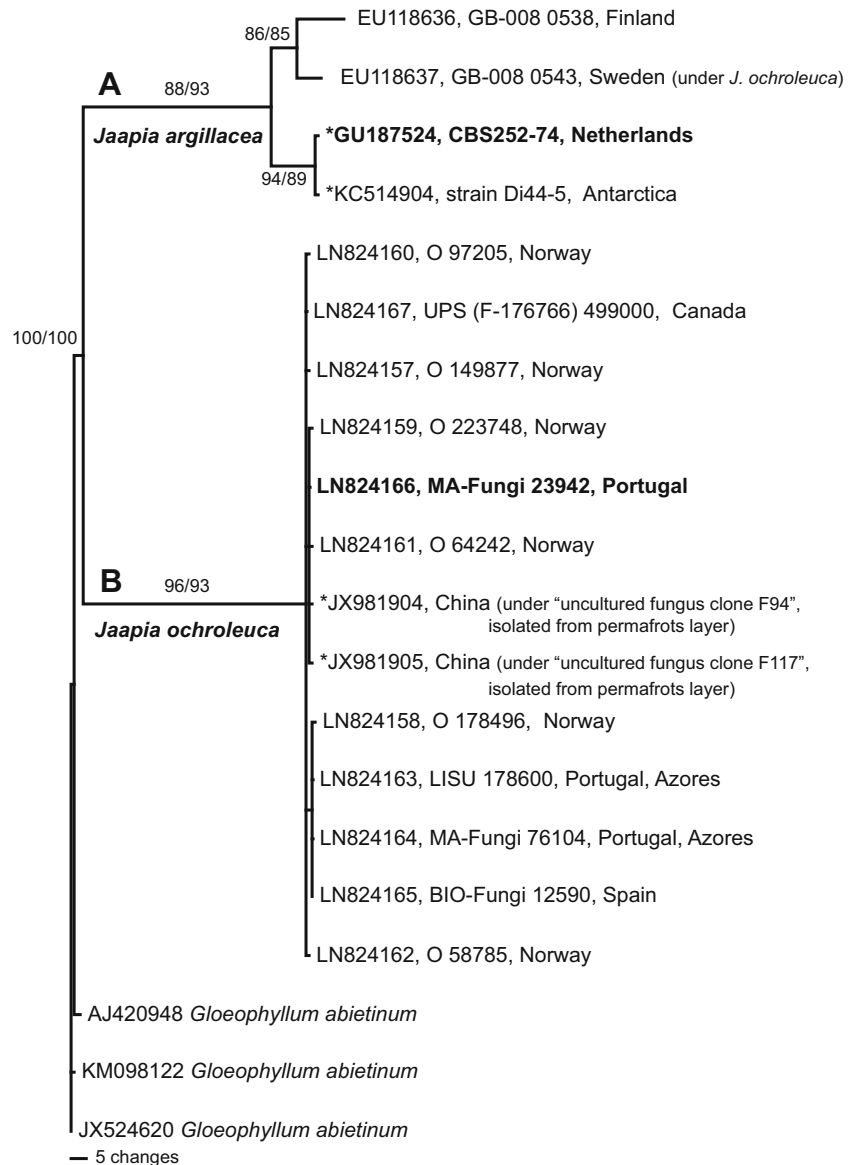 EU118636, GB-008 0538, Finland
86/85
EU118637, GB-008 0543, Sweden (under J. ochroleuca)
A
88/93
Jaapia argillacea
*GU187524, CBS252-74, Netherlands
94/89
*KC514904, strain Di44-5, Antarctica
LN824160, O 97205, Norway
LN824167, UPS (F-176766) 499000, Canada
100/100
LN824157, O 149877, Norway
LN824159, O 223748, Norway
LN824166, MA-Fungi 23942, Portugal
LN824161, O 64242, Norway
B
96/93
Jaapia ochroleuca
*JX981904, China (under “uncultured fungus clone F94”,
isolated from permafrots layer)
*JX981905, China (under “uncultured fungus clone F117”,
isolated from permafrots layer)
LN824158, O 178496, Norway
LN824163, LISU 178600, Portugal, Azores
LN824164, MA-Fungi 76104, Portugal, Azores
LN824165, BIO-Fungi 12590, Spain
LN824162, O 58785, Norway
AJ420948 Gloeophyllum abietinum
KM098122 Gloeophyllum abietinum
JX524620 Gloeophyllum abietinum
5 changes